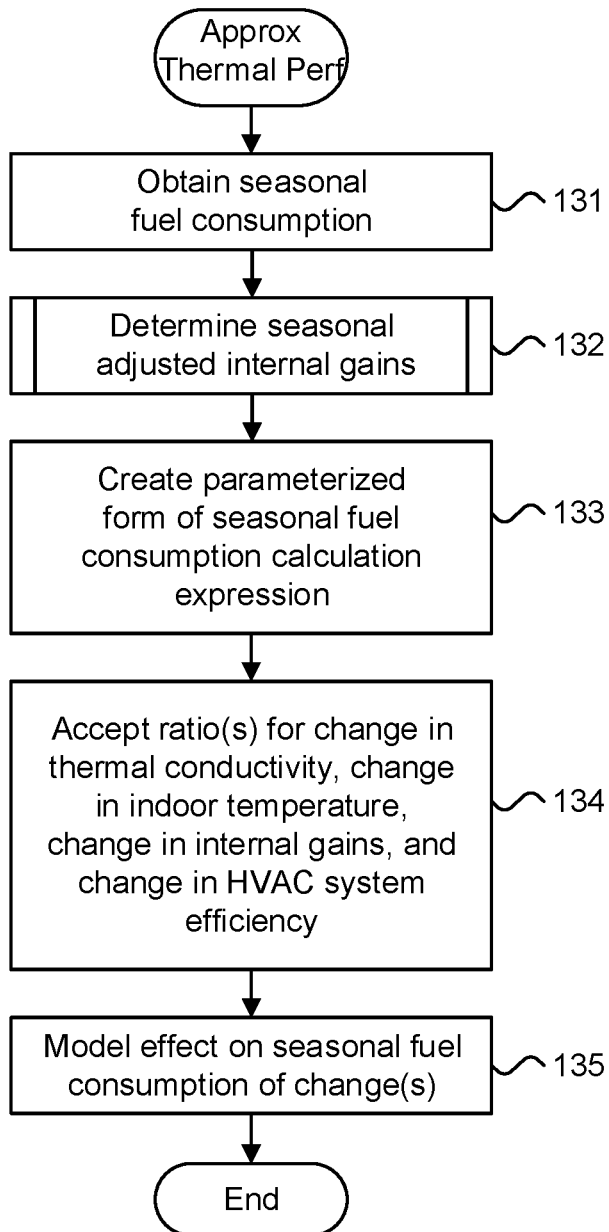 Approx
Thermal Perf
Obtain seasonal
fuel consumption
131
Determine seasonal
adjusted internal gains
132
Create parameterized
form of seasonal fuel
consumption calculation
expression
133
Accept ratio(s) for change in
thermal conductivity, change
in indoor temperature,
change in internal gains, and
change in HVAC system
efficiency
134
Model effect on seasonal fuel
consumption of change(s)
135
End